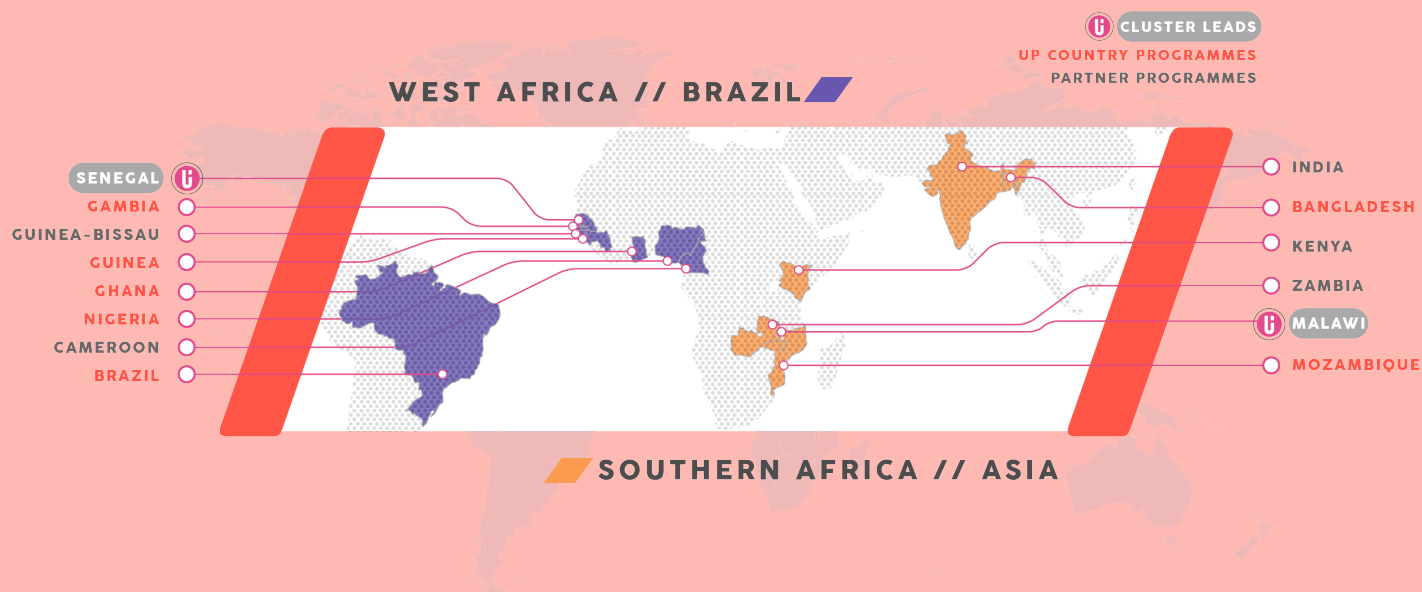 CLUSTER LEADS
UP COUNTRY PROGRAMMES
PARTNER PROGRAMMES
WEST AFRICA // BRAZIL
SENEGAL
GAMBIA
GUINEA-BISSAU
GUINEA
GHANA
NIGERIA
CAMEROON
BRAZIL
INDIA
BANGLADESH
KENYA
ZAMBIA
MALAWI
MOZAMBIQUE
SOUTHERN AFRICA // ASIA